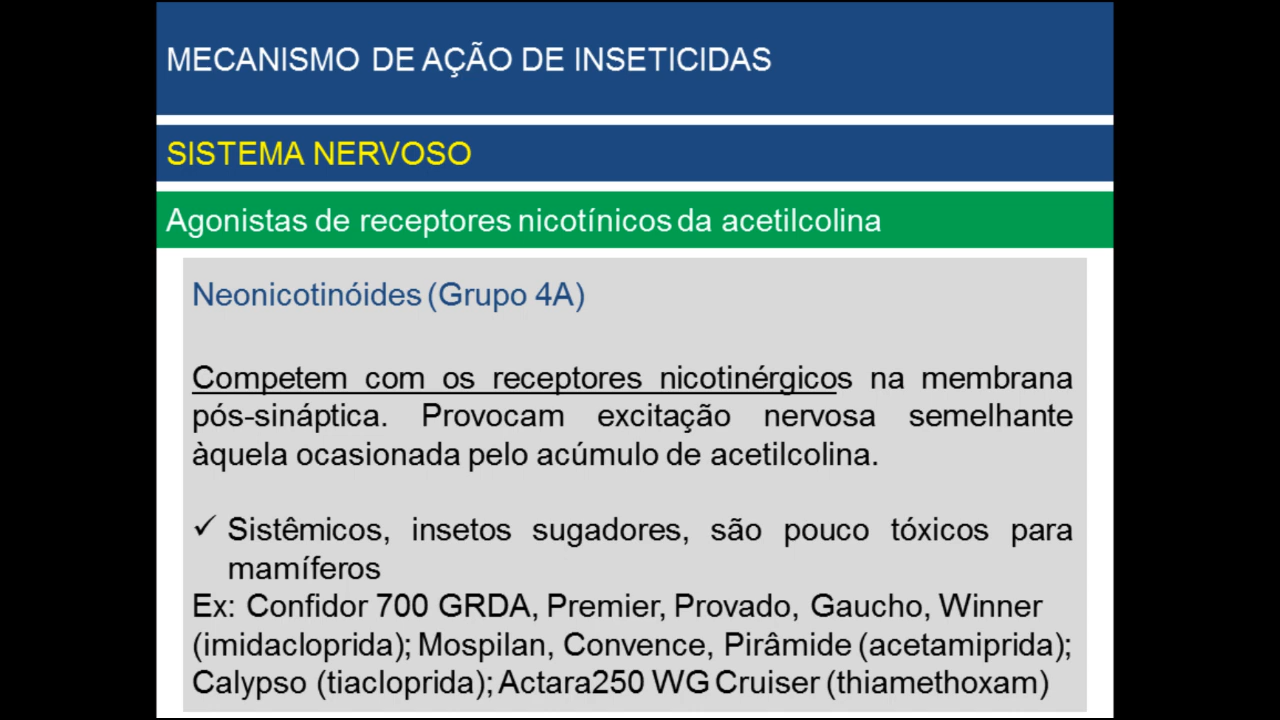 MECANISMO DE AÇÃO DE INSETICIDAS
SISTEMA NERVOSO
Agonistas de receptores nicotínicos da acetilcolina
Neonicotinóides (Grupo 4A)
Competem com os receptores nicotinérgicos na membrana
pós-sináptica. Provocam excitação nervosa semelhante
àquela ocasionada pelo acúmulo de acetilcolina.
✓ Sistêmicos, insetos sugadores, são pouco tóxicos para
mamíferos
Ex: Confidor 700 GRDA, Premier, Provado, Gaucho, Winner
(imidacloprida); Mospilan, Convence, Pirâmide (acetamiprida);
Calypso (tiacloprida); Actara250 WG Cruiser (thiamethoxam)